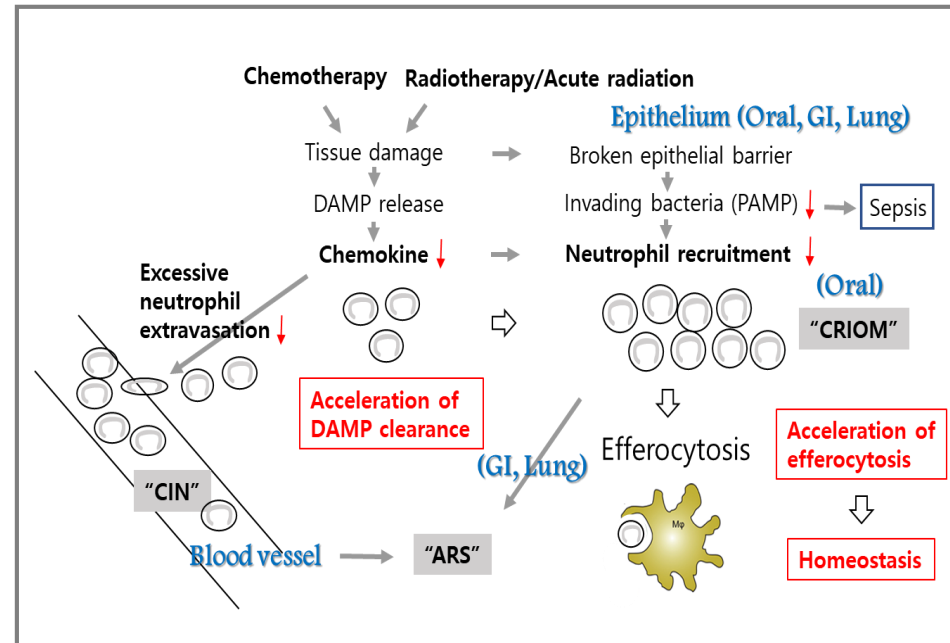 Chemotherapy
Radiotherapy/Acute radiation
Epithelium (Oral, GI, Lung)
Tissue damage
Broken epithelial barrier
DAMP release
Invading bacteria (PAMP)
Sepsis
Chemokine
Neutrophil recruitment
Excessive
neutrophil
extravasation
(Oral)
"CRIOM"
Acceleration of
DAMP clearance
(GI, Lung)
Efferocytosis
Acceleration of
efferocytosis
"CIN"
Mφ
Blood vessel
"ARS"
Homeostasis